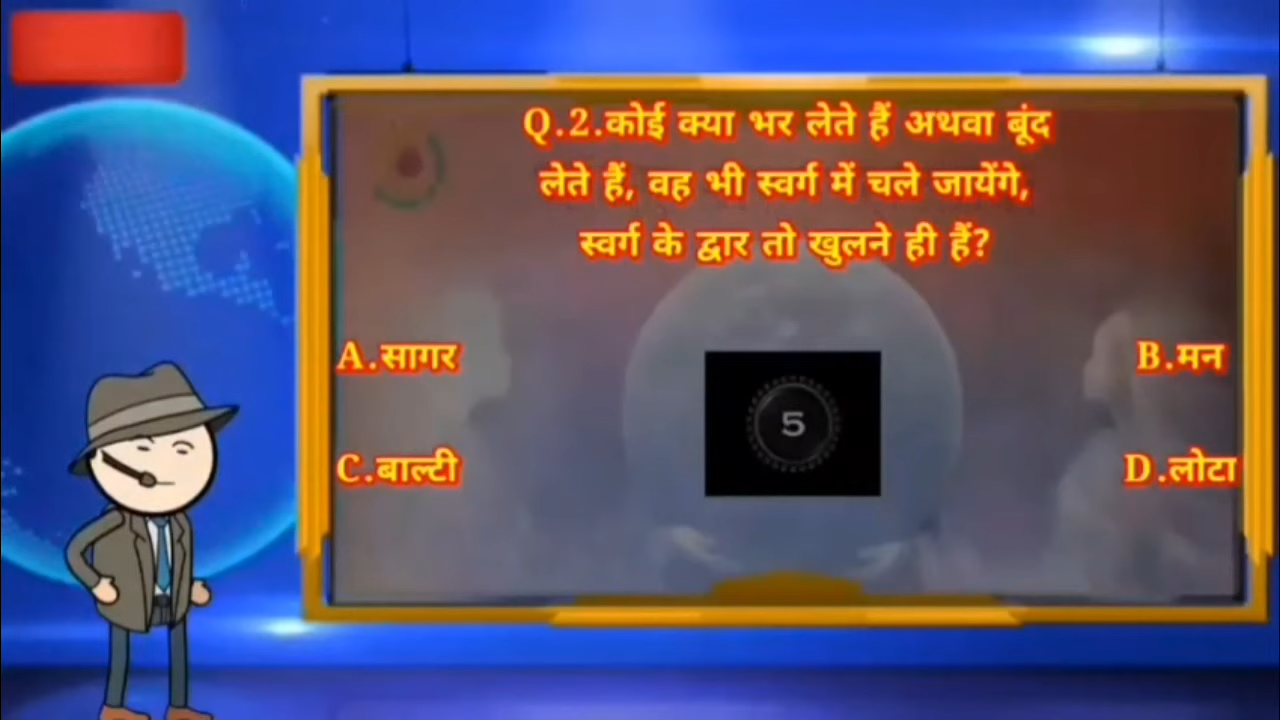 Q.2.कोई क्या भर लेते हैं अथवा बूंद
लेते हैं, वह भी स्वर्ग में चले जायेंगे,
स्वर्ग के द्वार तो खुलने ही हैं?
A.सागर
B.मन
5
C.बाल्टी
D.लोटा